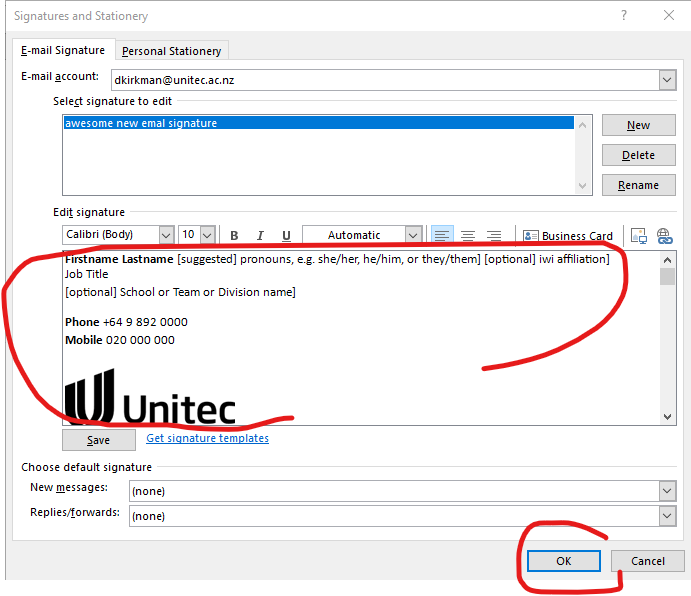 Signatures and Stationery ? ×
E-mail Signature Personal Stationery
E-mail account: dkirkman@unitec.ac.nz
Select signature to edit
awesome new emal signature
New
Delete
Rename
Edit signature
Calibri (Body) 10 B I U Automatic Business Card
Firstname Lastname [suggested] pronouns, e.g. she/her, he/him, or they/them] [optional] iwi affiliation]
Job Title
[optional] School or Team or Division name]
Phone +64 9 892 0000
Mobile 020 000 000
Unitec
Save Get signature templates
Choose default signature
New messages: (none)
Replies/forwards: (none)
OK Cancel